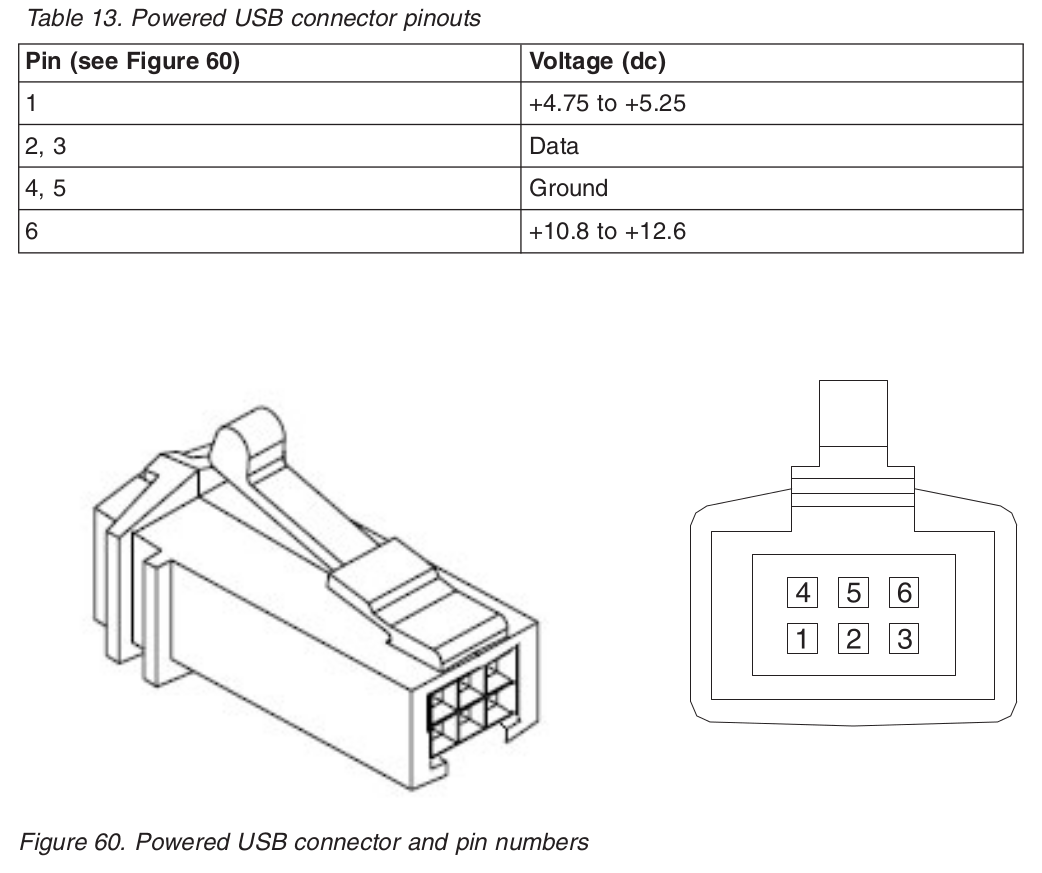 Table 13. Powered USB connector pinouts
Pin (see Figure 60) Voltage (dc)
1 +4.75 to +5.25
2, 3 Data
4, 5 Ground
6 +10.8 to +12.6
4 5 6
1 2 3
Figure 60. Powered USB connector and pin numbers